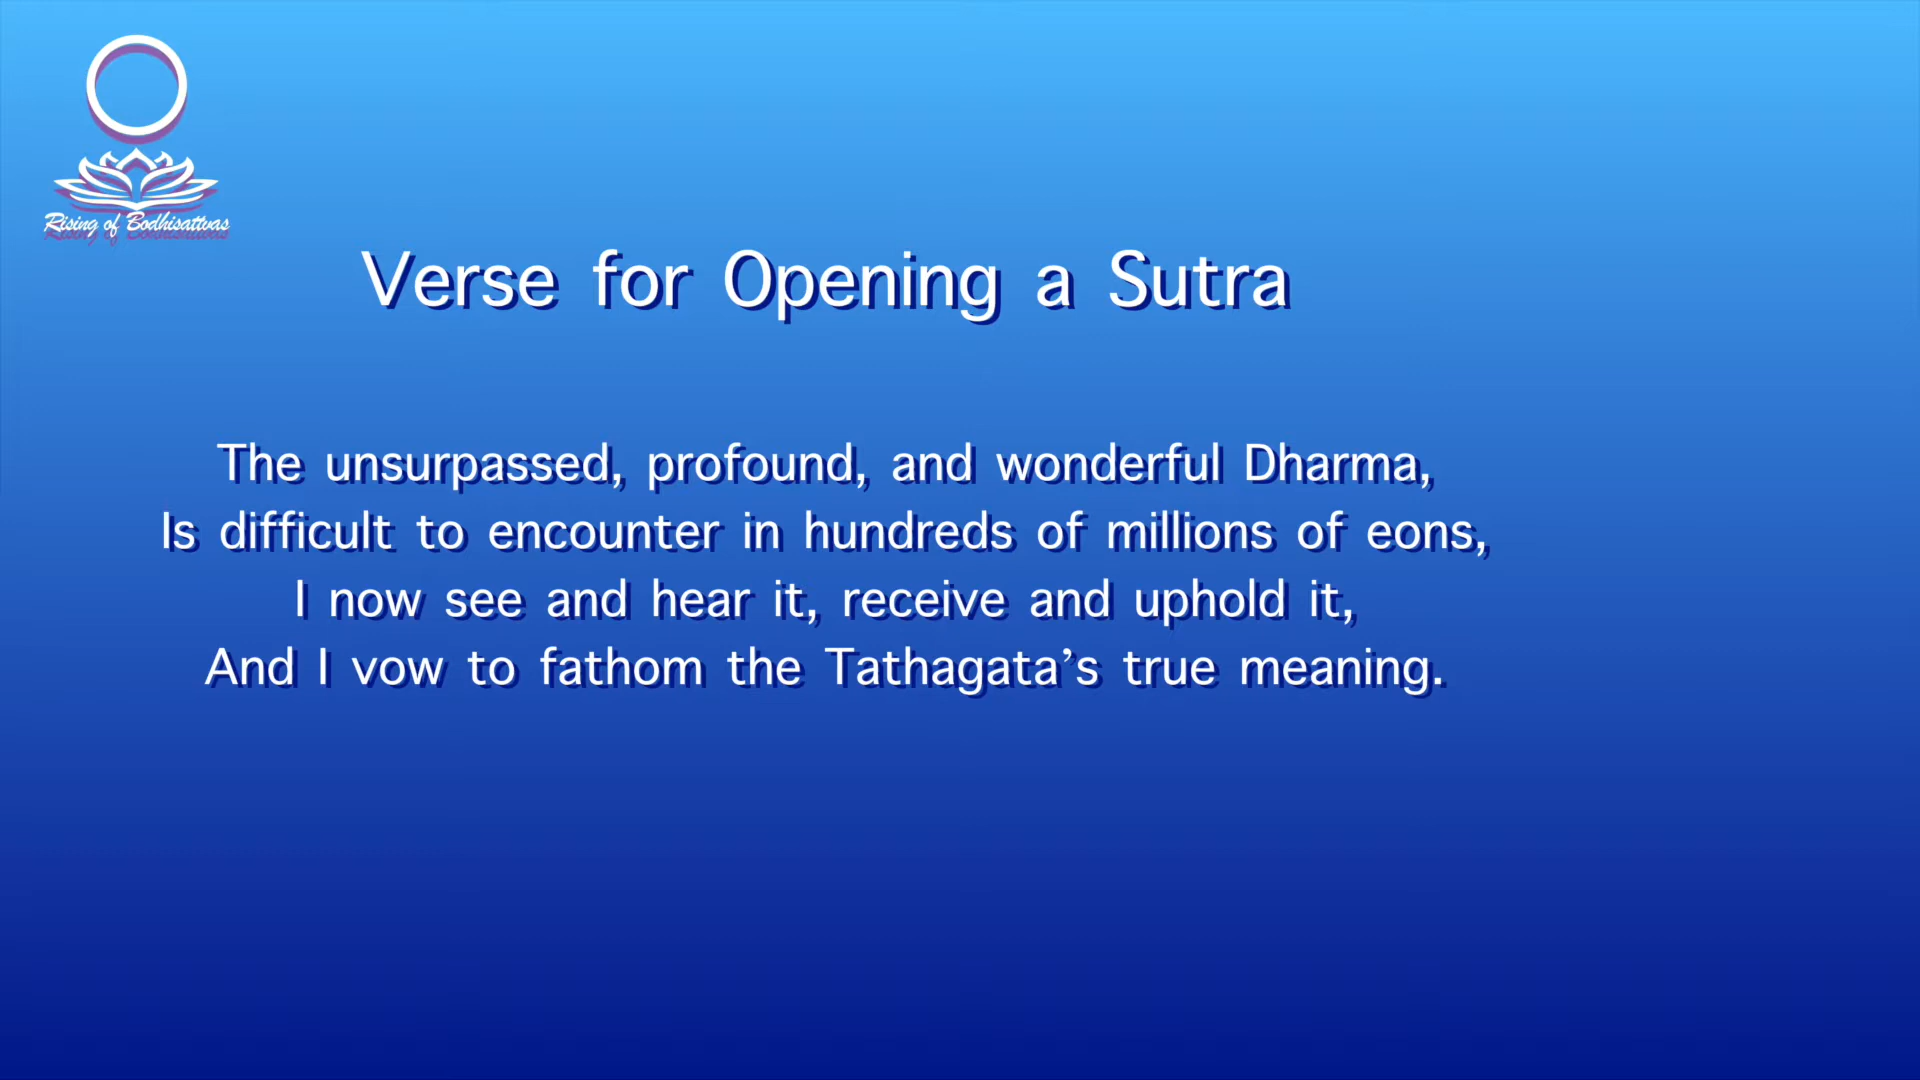 Rising of Bodhisattvas
Verse for Opening a Sutra
The unsurpassed, profound, and wonderful Dharma,
Is difficult to encounter in hundreds of millions of eons,
I now see and hear it, receive and uphold it,
And I vow to fathom the Tathagata’s true meaning.